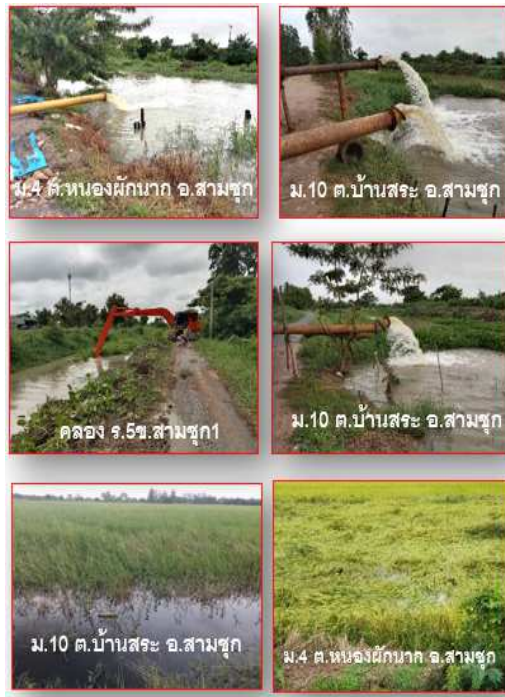 ม.4 ต.หนองผักนาก อ.สามชุก
ม.10 ต.บ้านสระ อ.สามชุก
คลอง ร.5ข.สามชุก1
ม.10 ต.บ้านสระ อ.สามชุก
ม.10 ต.บ้านสระ อ.สามชุก
ม.4 ต.หนองผักนาก อ.สามชุก